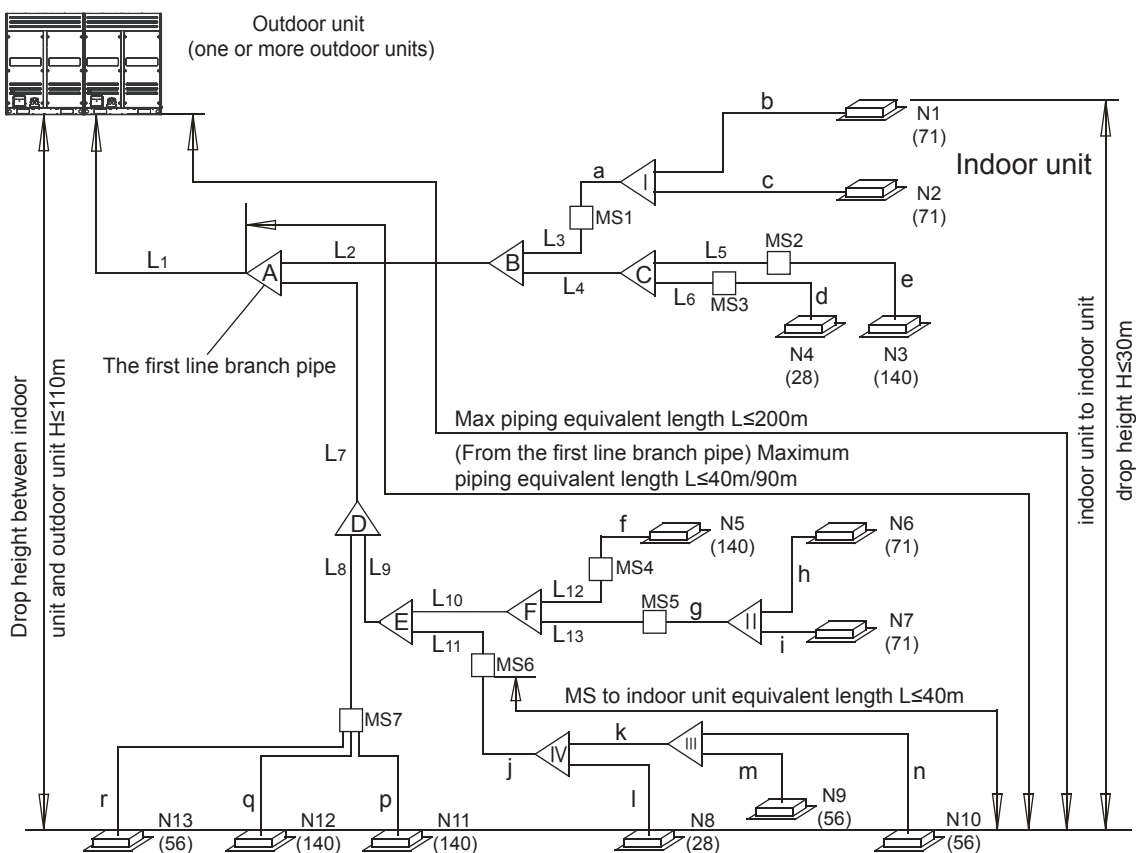 Outdoor unit
(one or more outdoor units)
b
N1
(71)
Indoor unit
a
I
c
N2
(71)
MS1
L3
L2
L1
A
B
L4
C
L5
MS2
L6
MS3
d
e
N4
(28)
N3
(140)
The first line branch pipe
Drop height between indoor
unit and outdoor unit H≤110m
indoor unit to indoor unit
drop height H≤30m
Max piping equivalent length L≤200m
(From the first line branch pipe) Maximum
piping equivalent length L≤40m/90m
L7
D
L8
L9
f
N5
(140)
N6
(71)
MS4
h
L10
L12
F
MS5
g
II
N7
(71)
E
L11
L13
i
MS6
MS to indoor unit equivalent length L≤40m
MS7
k
III
j
IV
m
n
r
q
p
l
N9
(56)
N13
(56)
N12
(140)
N11
(140)
N8
(28)
N10
(56)